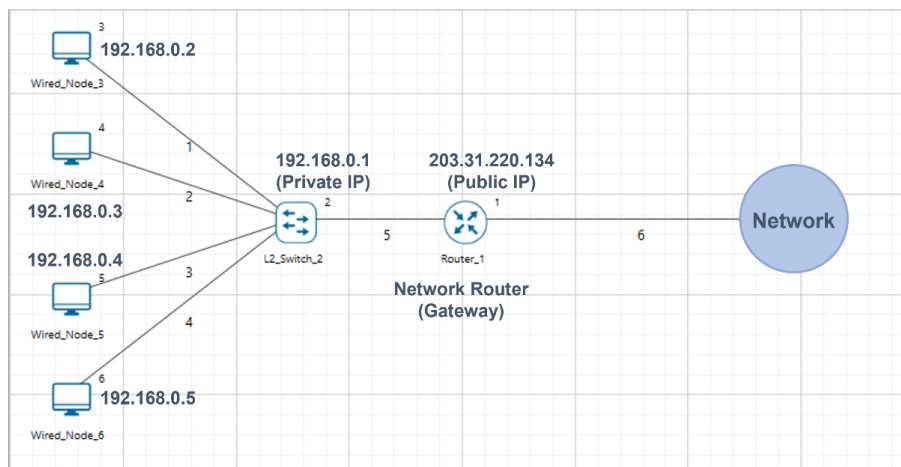 3
192.168.0.2
Wired_Node_3
4
Wired_Node_4
192.168.0.3
192.168.0.4
5
Wired_Node_5
6
192.168.0.5
Wired_Node_6
1
2
3
4
192.168.0.1
(Private IP)
2
L2_Switch_2
5
203.31.220.134
(Public IP)
1
Router_1
Network Router
(Gateway)
6
Network